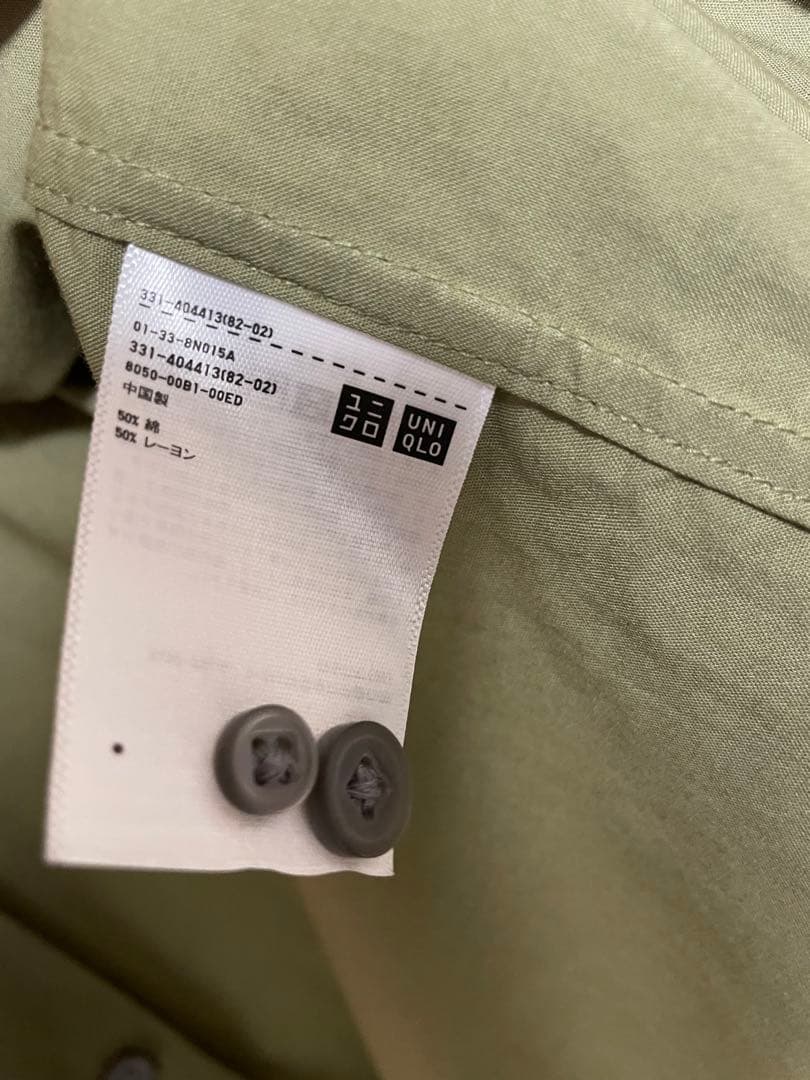 331-404413(82-02)
01-33-8N015A
331-404413(82-02)
8050-00B1-00ED
中国製
50% 綿
50% レーヨン
ユニ
クロ
UNI
QLO